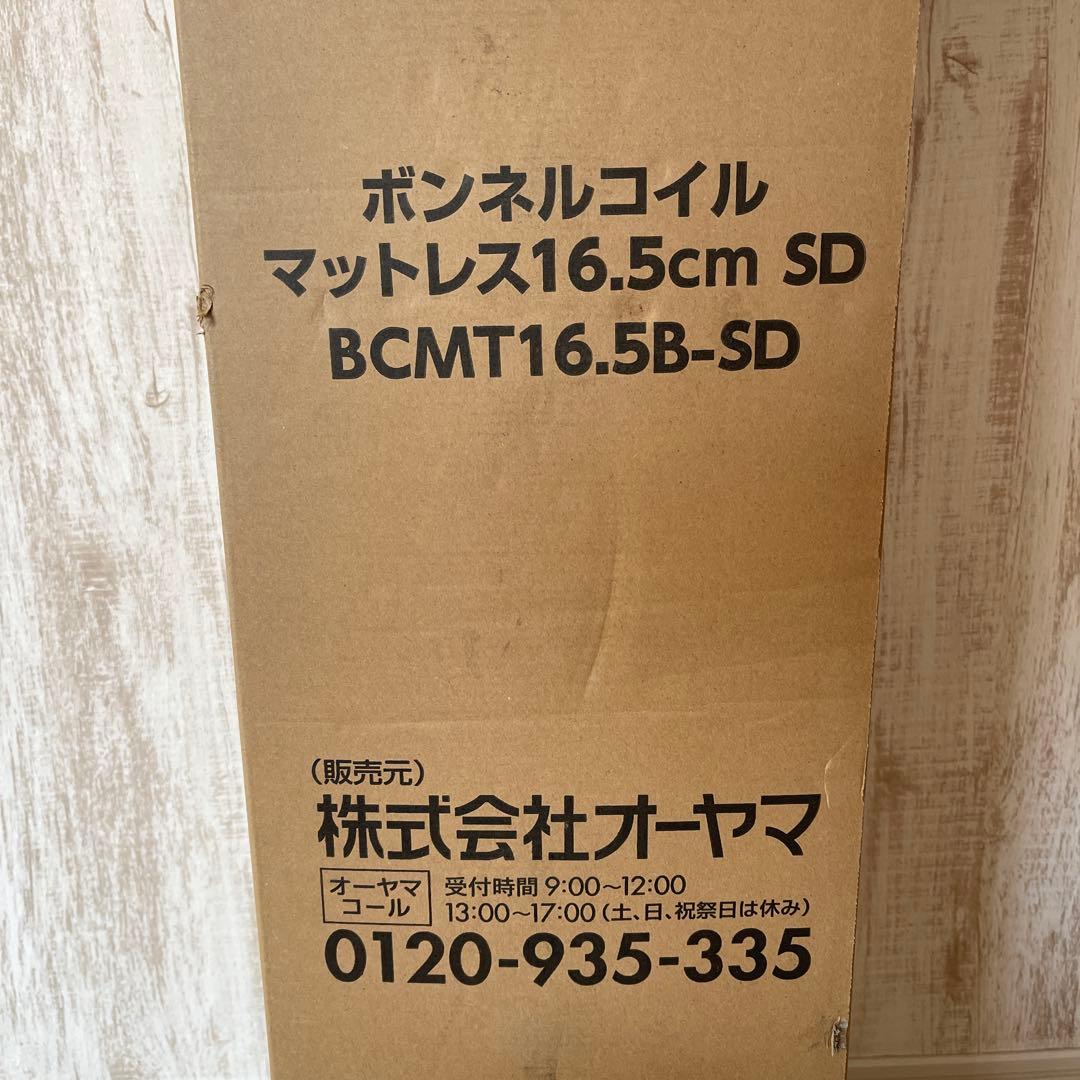 ボンネルコイル
マットレス16.5cm SD
BCMT16.5B-SD
(販売元)
株式会社オーヤマ
オーヤマ
コール
受付時間 9:00〜12:00
13:00〜17:00(土、日、祝祭日は休み)
0120-935-335